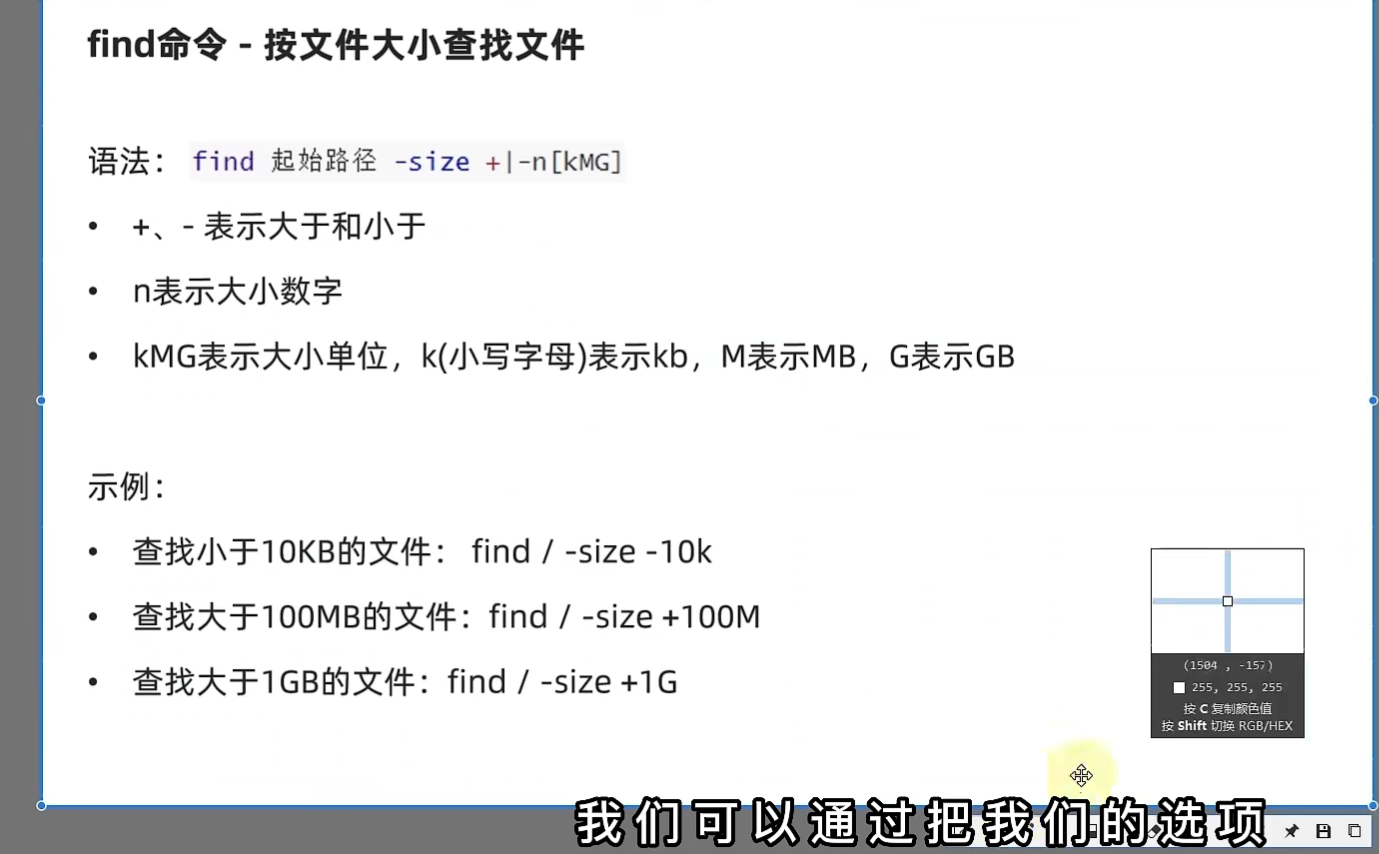 find命令 - 按文件大小查找文件
语法： find 起始路径 -size +|-n[kMG]
• +、- 表示大于和小于
• n表示大小数字
• kMG表示大小单位，k(小写字母)表示kb，M表示MB，G表示GB
示例：
• 查找小于10KB的文件： find / -size -10k
• 查找大于100MB的文件：find / -size +100M
• 查找大于1GB的文件：find / -size +1G
(1504 , -157)
255, 255, 255
按 C 复制颜色值
按 Shift 切换 RGB/HEX
我们可以通过把我们的选项